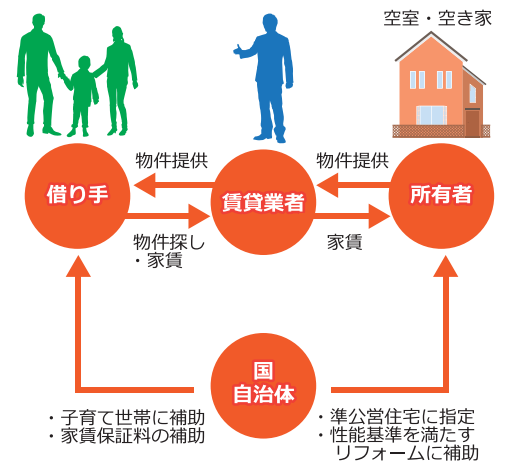 空室・空き家
物件提供
物件提供
借り手
賃貸業者
所有者
物件探し
・家賃
家賃
国
自治体
・子育て世帯に補助
・家賃保証料の補助
・準公営住宅に指定
・性能基準を満たす
リフォームに補助